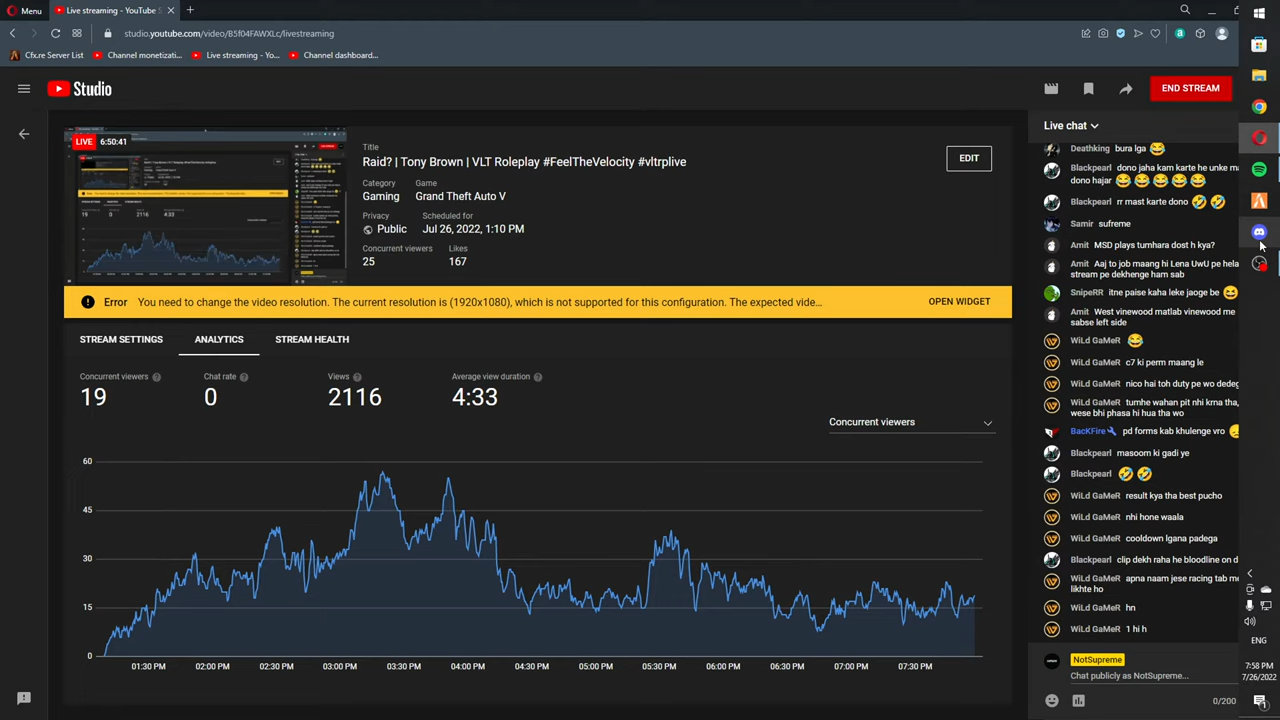 Menu
Live streaming - YouTube S
studio.youtube.com/video/B5f04FAWXLc/livestreaming
Cfx.re Server List
Channel monetizati...
Live streaming - Yo...
Channel dashboard...
Studio
END STREAM
LIVE
6:50:41
Title
Raid? | Tony Brown | VLT Roleplay #FeelTheVelocity #vltrplive
EDIT
Category
Game
Gaming
Grand Theft Auto V
Privacy
Scheduled for
Public
Jul 26, 2022, 1:10 PM
Concurrent viewers
Likes
25
167
Error
You need to change the video resolution. The current resolution is (1920x1080), which is not supported for this configuration. The expected vide...
OPEN WIDGET
STREAM SETTINGS
ANALYTICS
STREAM HEALTH
Concurrent viewers
Chat rate
Views
Average view duration
19
0
2116
4:33
Concurrent viewers
60
45
30
15
0
01:30 PM
02:00 PM
02:30 PM
03:00 PM
03:30 PM
04:00 PM
04:30 PM
05:00 PM
05:30 PM
06:00 PM
06:30 PM
07:00 PM
07:30 PM
Live chat
Deathking bura lga 😂
Blackpearl dono jaha kam karte the unke ma
dono hajar 😂😂😂😂😂
Blackpearl rr mast karte dono 🤣🤣
Samir sufreme
Amit MSD plays tumhara dost h kya?
Amit Aaj to job maang hi Lena UwU pe hela
stream pe dekhenge ham sab
SnipeRR itne paise kaha leke jaoge be 😆
Amit West vinewood matlab vinewood me
sabse left side
WiLd GaMeR 😂
WiLd GaMeR c7 ki perm maang le
WiLd GaMeR nico hai toh duty pe wo dedeg
WiLd GaMeR tumhe wahan pit nhi krna tha,
wese bhi phasa hi hua tha wo
BacKFire pd forms kab khulenge vro 😞
Blackpearl masoom ki gadi ye
Blackpearl 🤣🤣
WiLd GaMeR result kya tha best pucho
WiLd GaMeR nhi hone waala
WiLd GaMeR cooldown lgana padega
Blackpearl clip dekh raha he bloodline on d
WiLd GaMeR apna naam jese racing tab me
likhte ho
WiLd GaMeR hn
WiLd GaMeR 1 hi h
NotSupreme
Chat publicly as NotSupreme...
0/200
ENG
7:58 PM
7/26/2022